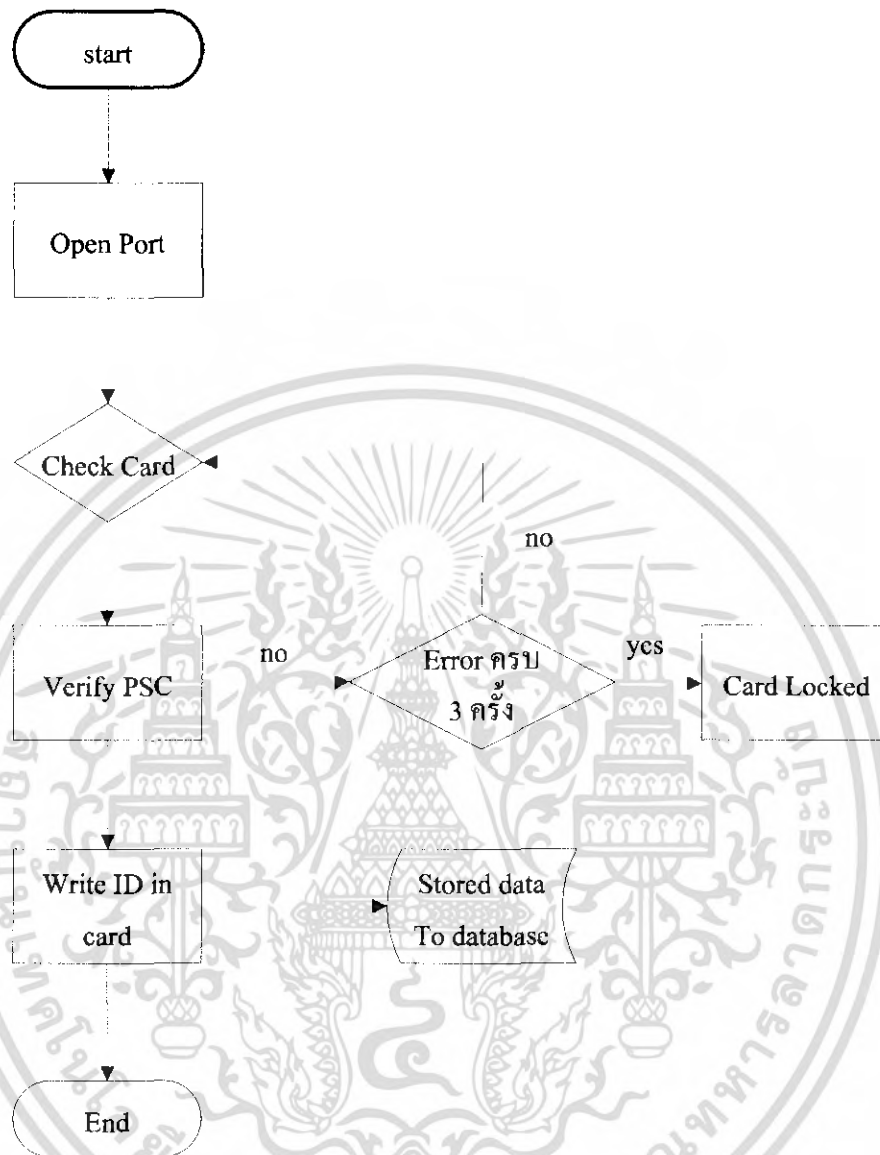 start
Open Port
Check Card
no
Verify PSC
no
Error ครบ
3 ครั้ง
yes
Card Locked
Write ID in
card
Stored data
To database
End